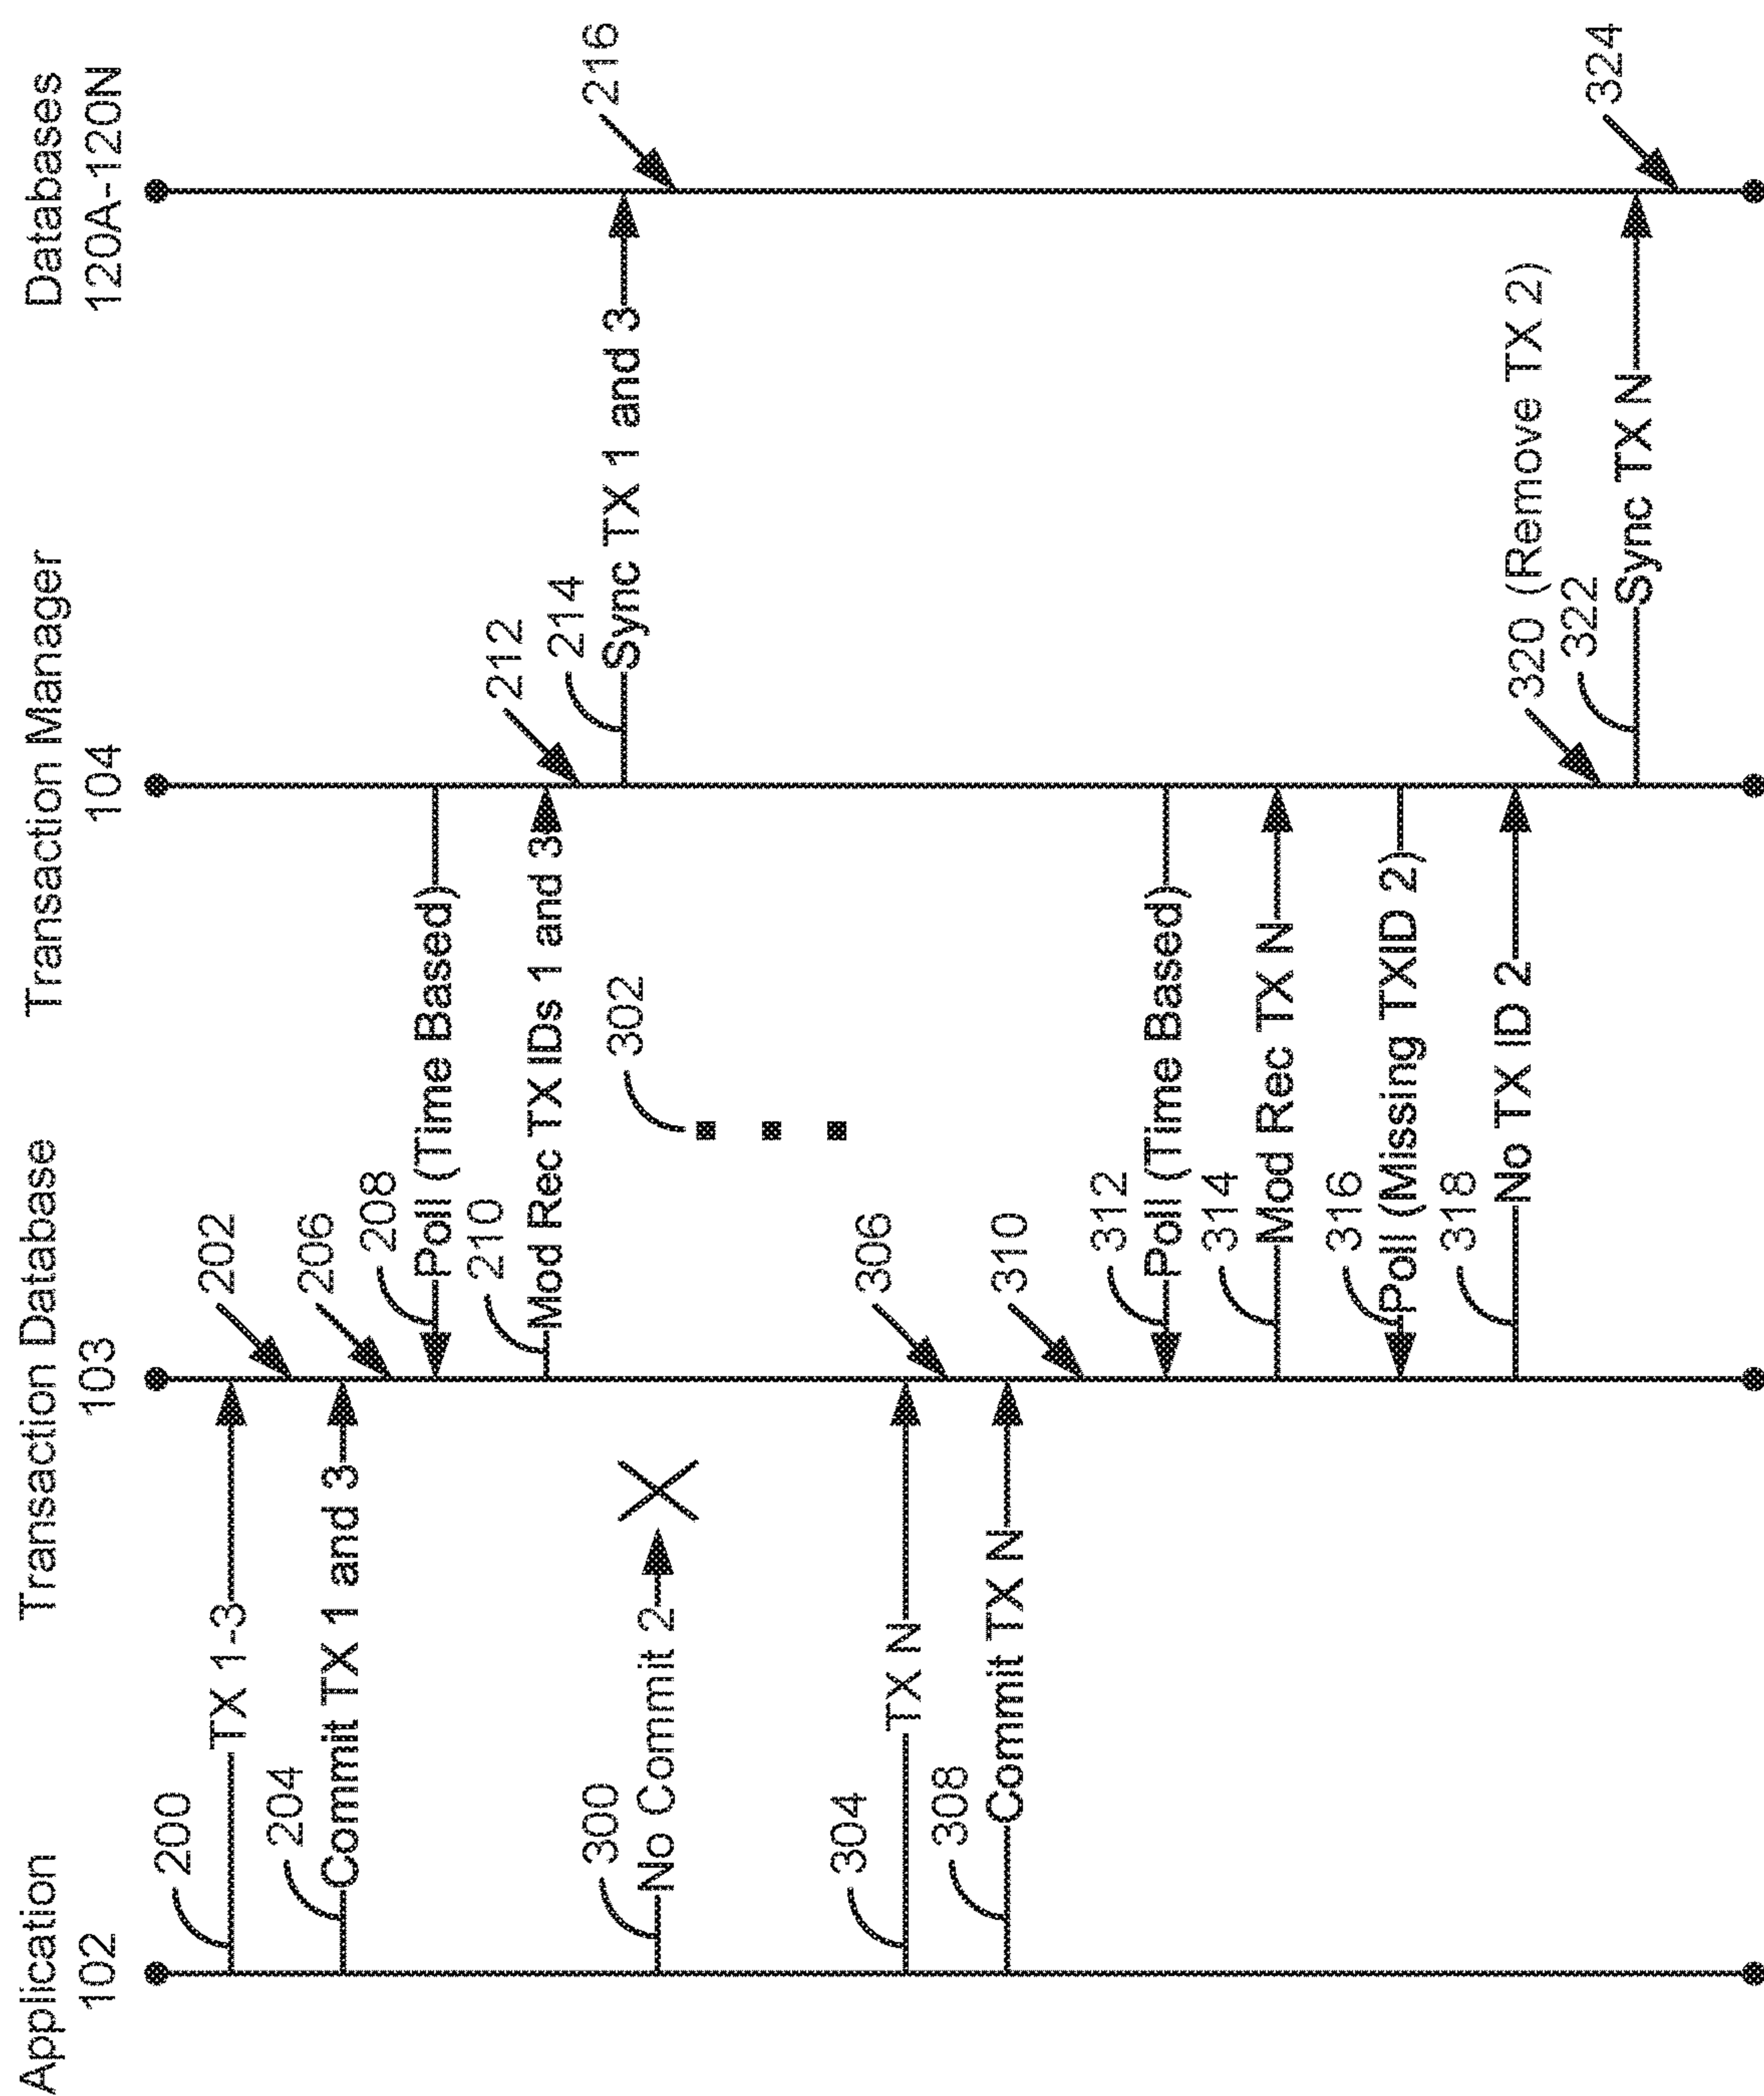 Application
102
Transaction Database
103
Transaction Manager
104
Databases
120A-120N
200
TX 1-3
202
204
Commit TX 1 and 3
206
208
Poll (Time Based)
210
Mod Rec TX IDs 1 and 3
212
214
Sync TX 1 and 3
216
300
No Commit 2
302
304
TX N
306
308
Commit TX N
310
312
Poll (Time Based)
314
Mod Rec TX N
316
Poll (Missing TXID 2)
318
No TX ID 2
320 (Remove TX 2)
322
Sync TX N
324